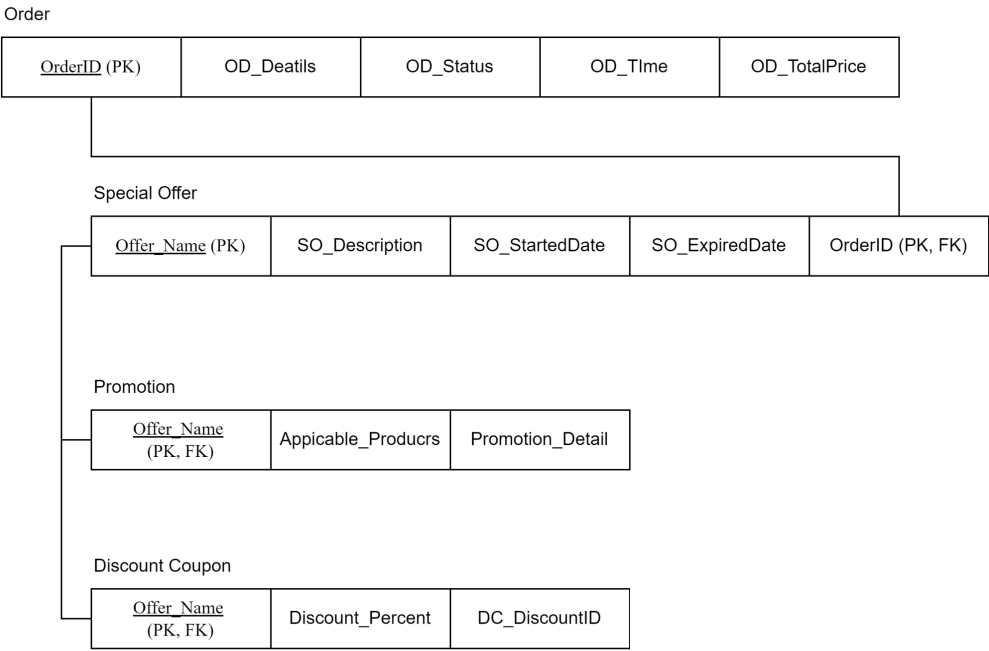 Order
OrderID (PK)
OD_Deatils
OD_Status
OD_TIme
OD_TotalPrice
Special Offer
Offer_Name (PK)
SO_Description
SO_StartedDate
SO_ExpiredDate
OrderID (PK, FK)
Promotion
Offer_Name
(PK, FK)
Appicable_Producrs
Promotion_Detail
Discount Coupon
Offer_Name
(PK, FK)
Discount_Percent
DC_DiscountID